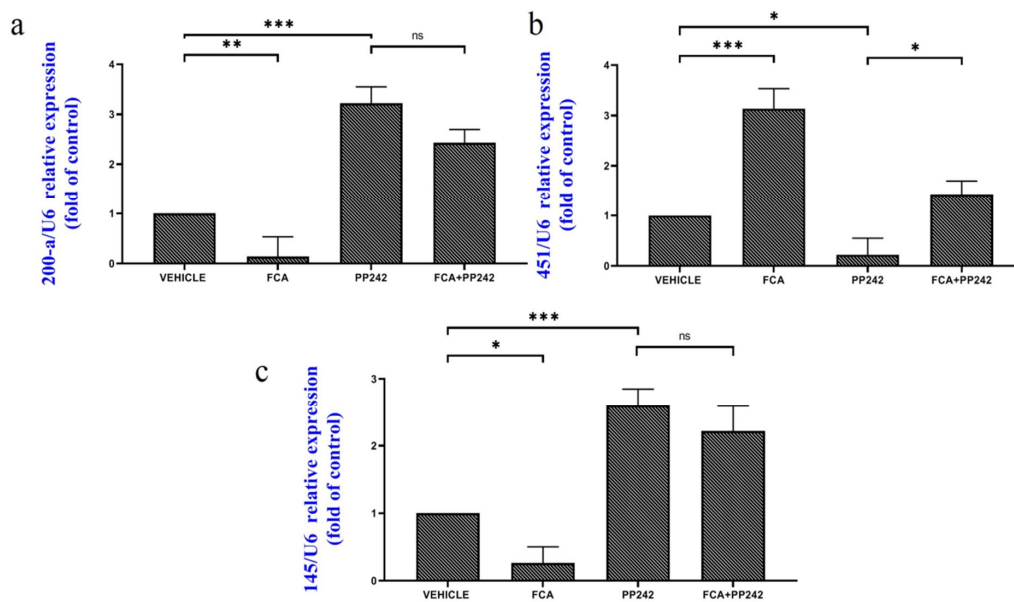 a
***
ns
**
200-a/U6 relative expression
(fold of control)
4
3
2
1
0
VEHICLE FCA PP242 FCA+PP242
b
*
***
*
451/U6 relative expression
(fold of control)
4
3
2
1
0
VEHICLE FCA PP242 FCA+PP242
c
***
ns
*
145/U6 relative expression
(fold of control)
3
2
1
0
VEHICLE FCA PP242 FCA+PP242